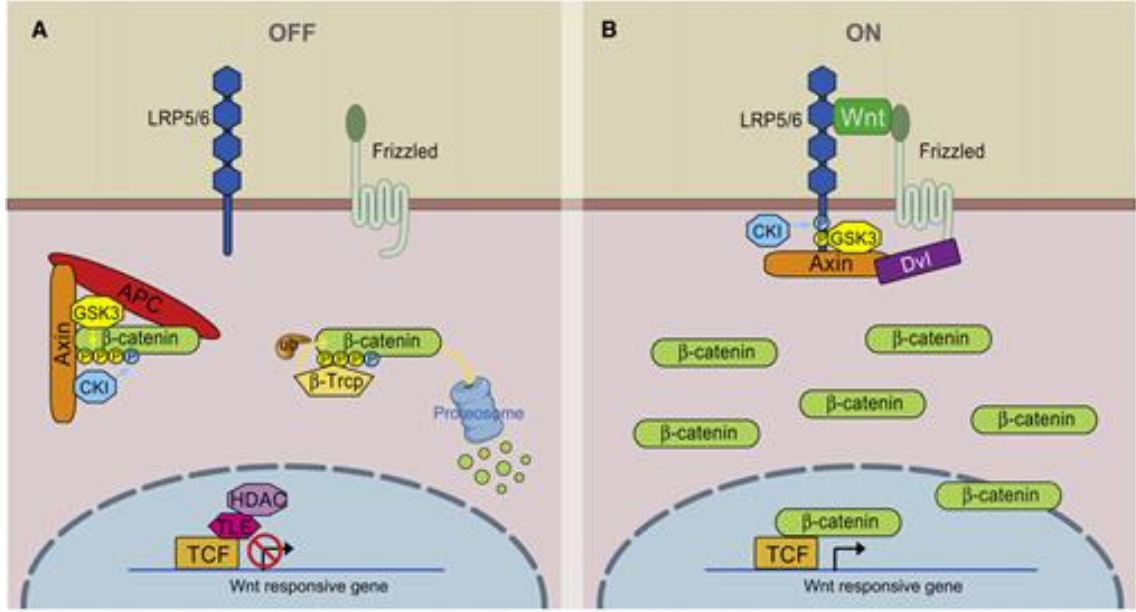 A
OFF
LRP5/6
Frizzled
APC
Axin
GSK3
β-catenin
P P P P
CKI
ub
β-catenin
P P P P
β-Trcp
Proteosome
HDAC
TLE
TCF
Wnt responsive gene
B
ON
LRP5/6
Wnt
Frizzled
CKI
P
P
GSK3
Axin
Dvl
β-catenin
β-catenin
β-catenin
β-catenin
β-catenin
β-catenin
β-catenin
TCF
Wnt responsive gene